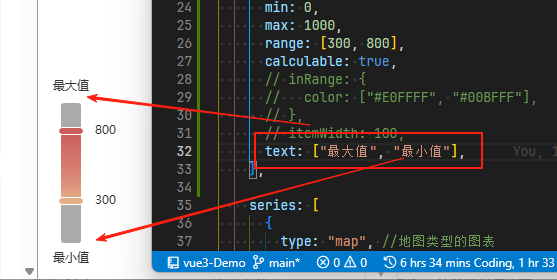 最大值
800
300
最小值
24 min: 0,
25 max: 1000,
26 range: [300, 800],
27 calculable: true,
28 // inRange: {
29 //   color: ["#E0FFFF", "#00BFFF"],
30 // },
31 // itemWidth: 100,
32 text: ["最大值", "最小值"], You, 1
33 },
34
35 series: [
36 {
37 type: "map", //地图类型的图表
vue3-Demo main* 0 0 6 hrs 34 mins Coding, 1 hr 33